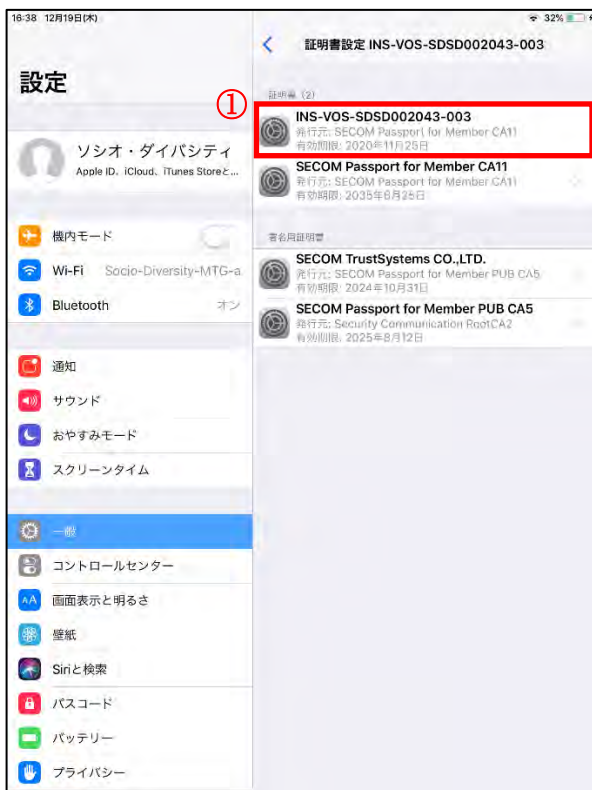 16:38 12月19日(木)
32%
設定
ソシオ・ダイバシティ
Apple ID、iCloud、iTunes Storeと...
機内モード
Wi-Fi Socio-Diversity-MTG-a
Bluetooth オン
通知
サウンド
おやすみモード
スクリーンタイム
一般
コントロールセンター
AA 画面表示と明るさ
壁紙
Siriと検索
パスコード
バッテリー
プライバシー
証明書設定 INS-VOS-SDSD002043-003
証明書 (2)
①
INS-VOS-SDSD002043-003
発行元: SECOM Passport for Member CA11
有効期限: 2020年11月25日
SECOM Passport for Member CA11
発行元: SECOM Passport for Member CA11
有効期限: 2035年6月25日
署名用証明書
SECOM TrustSystems CO.,LTD.
発行元: SECOM Passport for Member PUB CA5
有効期限: 2024年10月31日
SECOM Passport for Member PUB CA5
発行元: Security Communication RootCA2
有効期限: 2025年8月12日